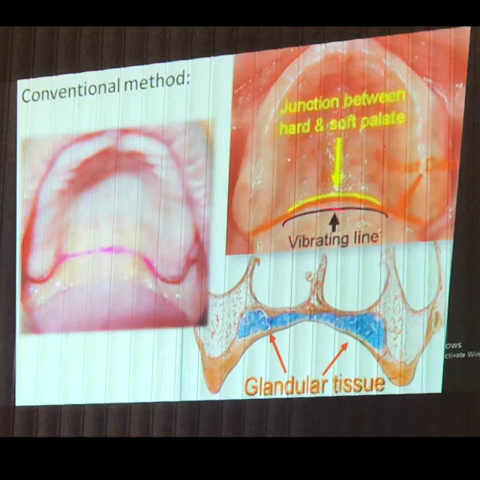 Conventional method:
Junction between
hard & soft palate
Vibrating line
Glandular tissue